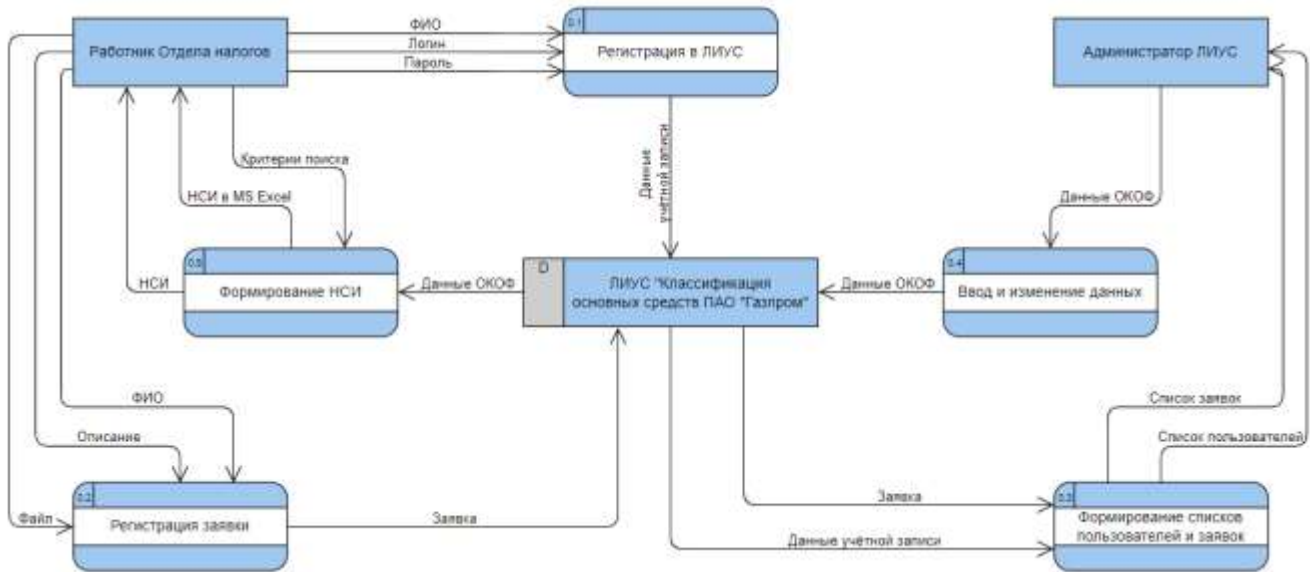 ФИО
Логин
Пароль
Работник Отдела налогов
0.1
Регистрация в ЛИУС
Администратор ЛИУС
Данные
учётной записи
Критерии поиска
НСИ в MS Excel
Данные ОКОФ
0.5
Формирование НСИ
НСИ
Данные ОКОФ
D
ЛИУС "Классификация
основных средств ПАО "Газпром"
Данные ОКОФ
0.4
Ввод и изменение данных
ФИО
Описание
Файл
0.2
Регистрация заявки
Заявка
Заявка
Данные учётной записи
Список заявок
Список пользователей
0.3
Формирование списков
пользователей и заявок